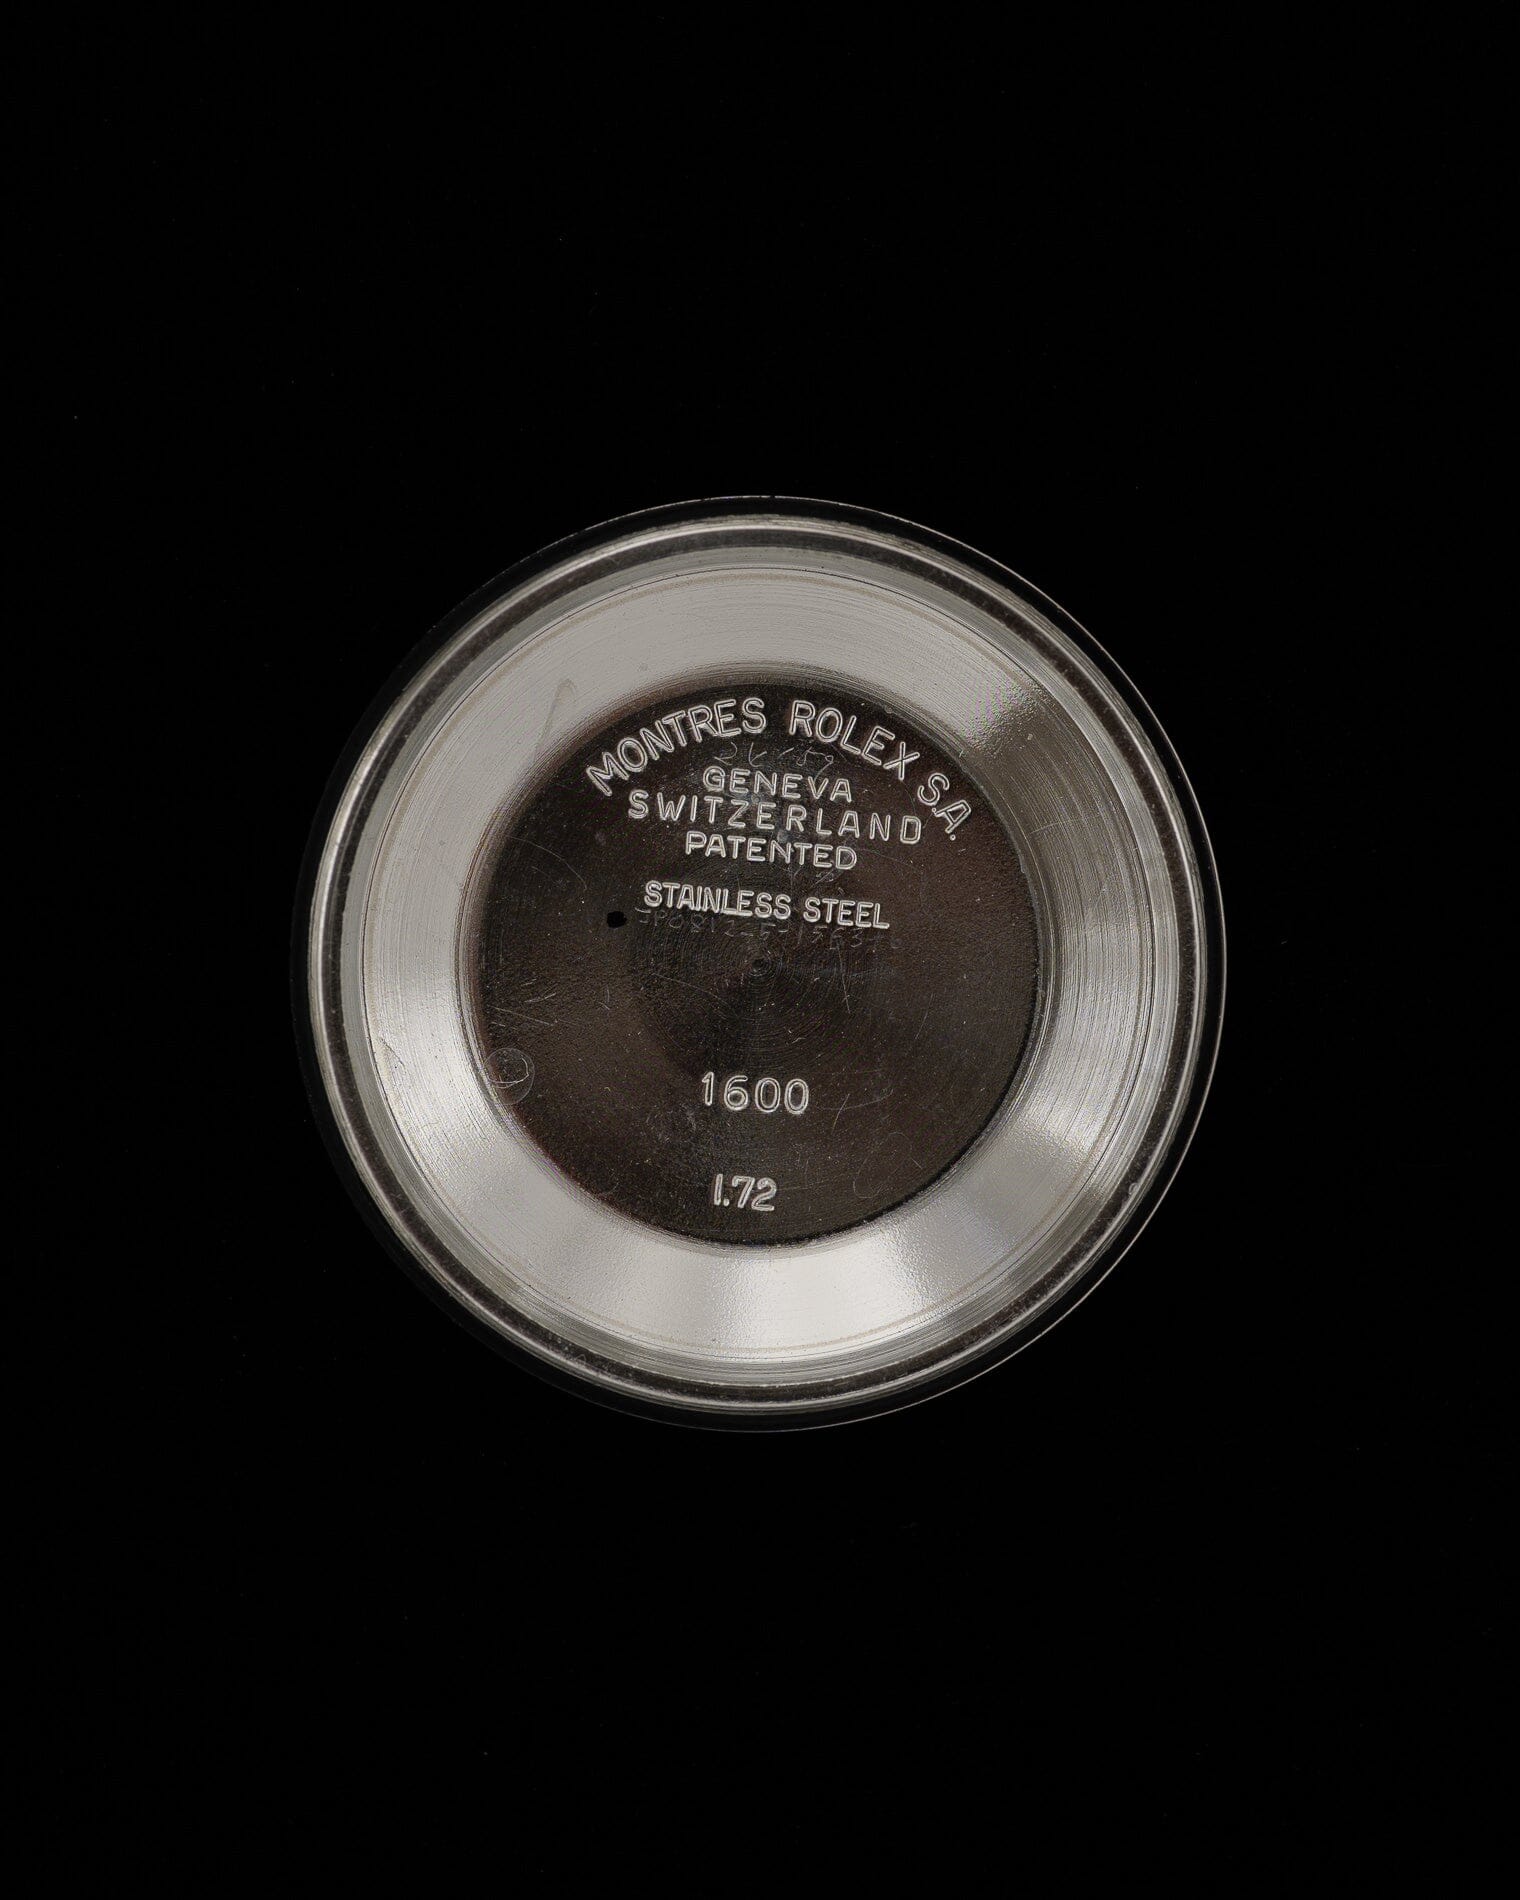 MONTRES ROLEX S.A.
GENEVA
SWITZERLAND
PATENTED
STAINLESS STEEL
1600
I.72